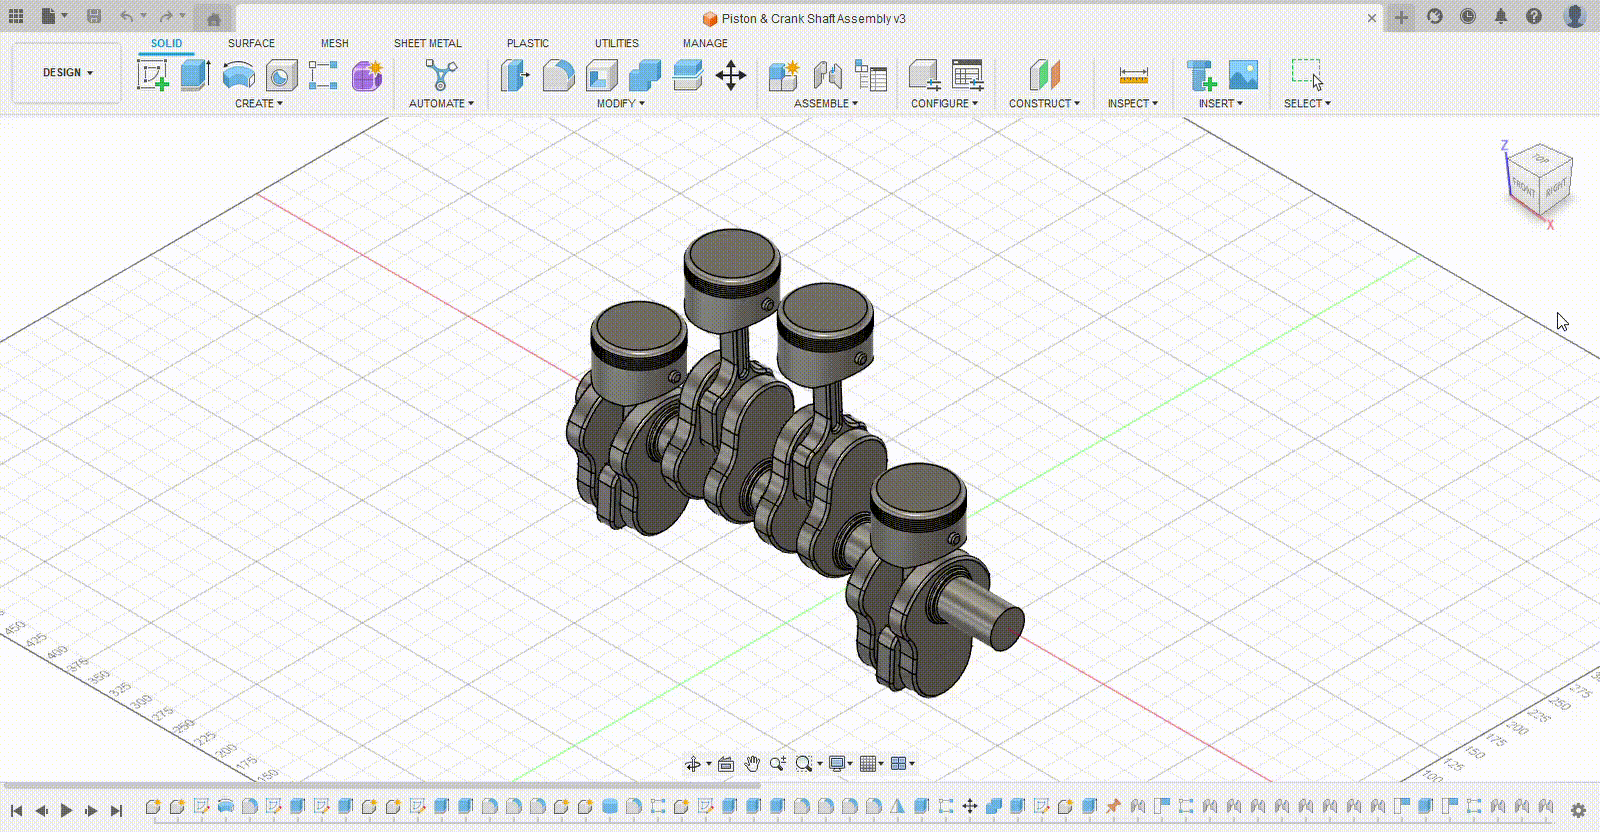 Piston & Crank Shaft Assembly v3
DESIGN
SOLID SURFACE MESH SHEET METAL PLASTIC UTILITIES MANAGE
CREATE AUTOMATE MODIFY ASSEMBLE CONFIGURE CONSTRUCT INSPECT INSERT SELECT
Z
TOP
FRONT RIGHT
X
450
425
400
375
350
325
300
275
250
225
200
175
150
275
250
225
200
175
150
125
100